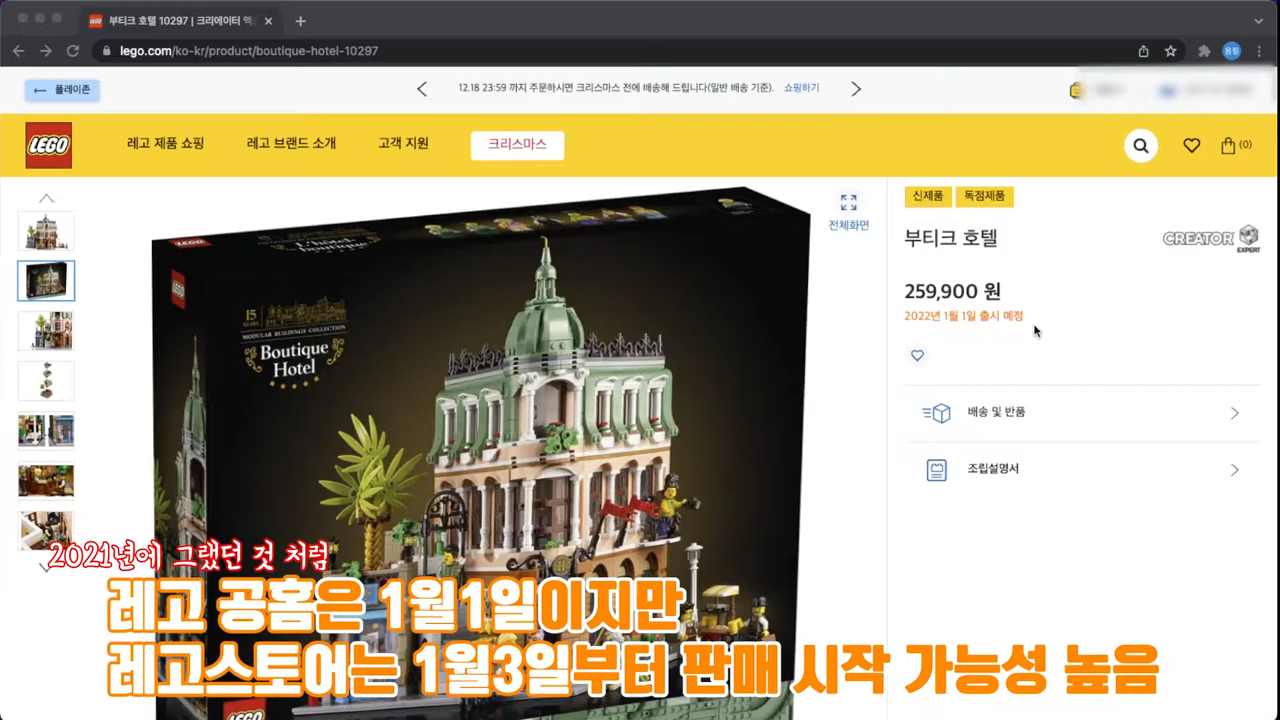 부티크 호텔 10297 | 크리에이터 엑
lego.com/ko-kr/product/boutique-hotel-10297
용필
플레이존
12.18 23:59 까지 주문하시면 크리스마스 전에 배송해 드립니다(일반 배송 기준). 쇼핑하기
LEGO
레고 제품 쇼핑
레고 브랜드 소개
고객 지원
크리스마스
(0)
전체화면
신제품
독점제품
부티크 호텔
CREATOR
EXPERT
259,900 원
2022년 1월 1일 출시 예정
배송 및 반품
조립설명서
LEGO
L'hôtel
boutique
LEGO
15
YEARS
MODULAR BUILDINGS COLLECTION
Boutique
Hotel
LEGO
2021년에 그랬던 것 처럼
레고 공홈은 1월1일이지만
레고스토어는 1월3일부터 판매 시작 가능성 높음